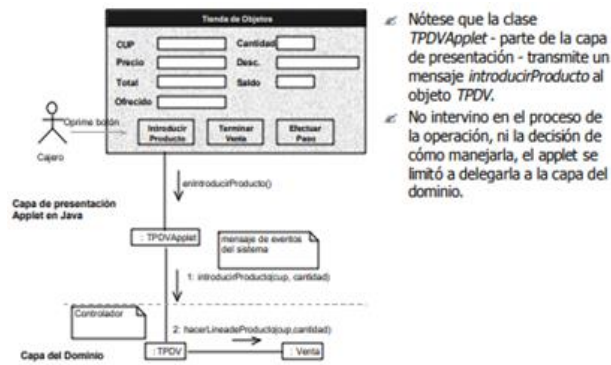 Tienda de Objetos
CUP
Cantidad
Precio
Desc.
Total
Saldo
Ofrecido
Oprime botón
Introducir
Producto
Terminar
Venta
Efectuar
Pago
Cajero
enIntroducirProducto()
Capa de presentación
Applet en Java
: TPDVApplet
mensaje de eventos
del sistema
1: introducirProducto(cup, cantidad)
Controlador
2: hacerLineadeProducto(cup,cantidad)
Capa del Dominio
:TPDV
: Venta
Nótese que la clase
TPDVApplet - parte de la capa
de presentación - transmite un
mensaje introducirProducto al
objeto TPDV.
No intervino en el proceso de
la operación, ni la decisión de
cómo manejarla, el applet se
limitó a delegarla a la capa del
dominio.